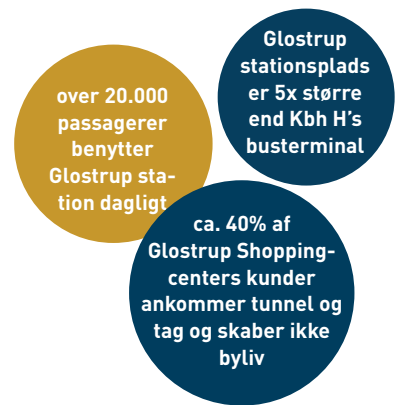 Glostrup
stationsplads
er 5x større
end Kbh H's
busterminal
over 20.000
passagerer
benytter
Glostrup sta-
tion dagligt
ca. 40% af
Glostrup Shopping-
centers kunder
ankommer tunnel og
tag og skaber ikke
byliv